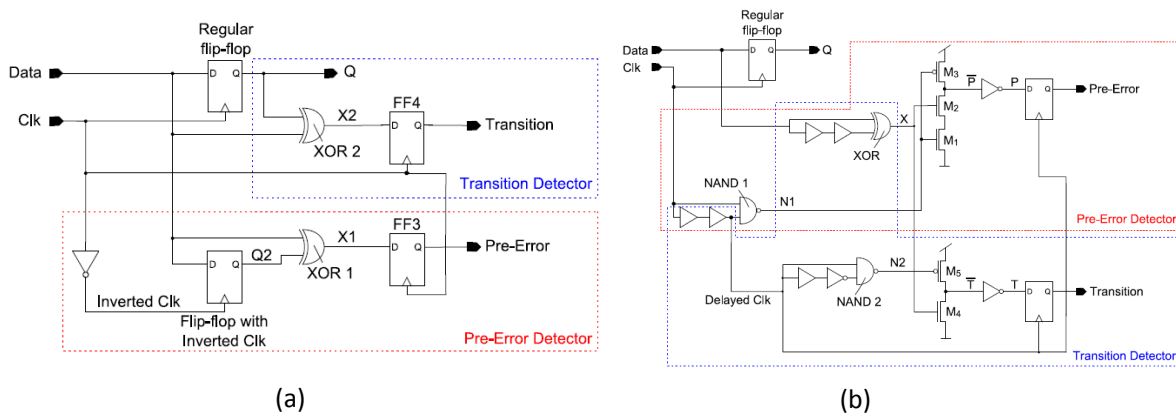 Regular
flip-flop
Data
D Q
Q
Clk
X2
XOR 2
FF4
D Q
Transition
Transition Detector
X1
XOR 1
FF3
D Q
Pre-Error
Q2
D Q
Inverted Clk
Flip-flop with
Inverted Clk
Pre-Error Detector
(a)
Regular
flip-flop
Data
D Q
Q
Clk
M3
P
P
D Q
Pre-Error
M2
X
XOR
M1
NAND 1
N1
Pre-Error Detector
N2
M5
Delayed Clk
NAND 2
T
T
D Q
Transition
M4
Transition Detector
(b)